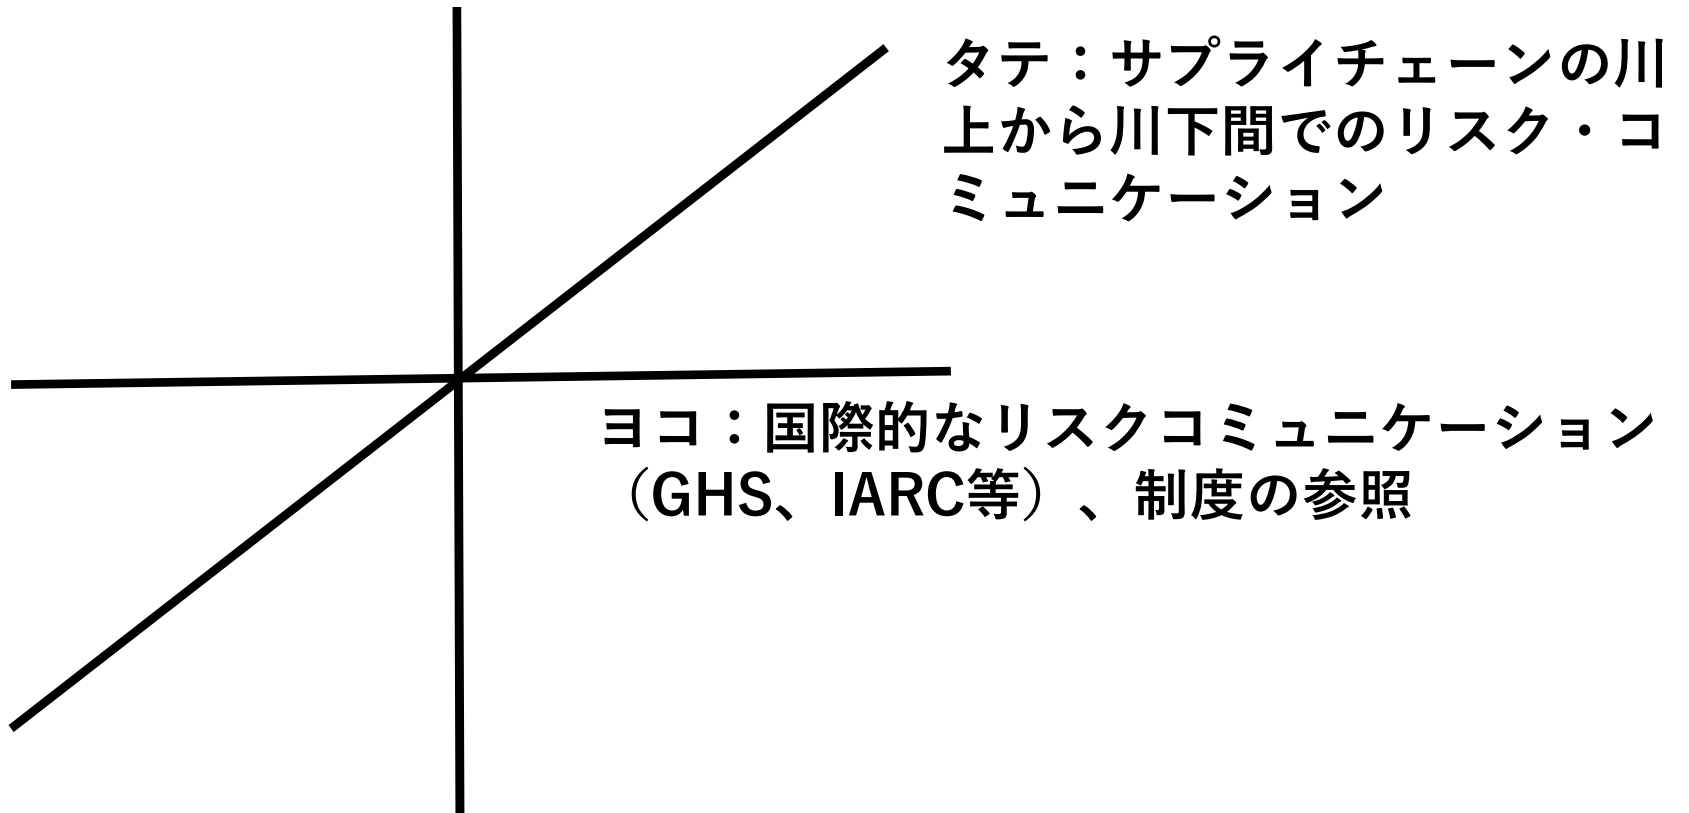 タテ：サプライチェーンの川
上から川下間でのリスク・コ
ミュニケーション
ヨコ：国際的なリスクコミュニケーション
（GHS、IARC等）、制度の参照